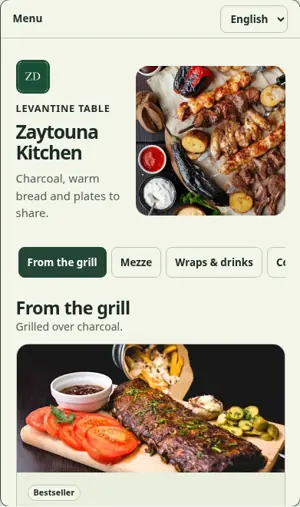 Menu
English
ZD
LEVANTINE TABLE
Zaytouna
Kitchen
Charcoal, warm
bread and plates to
share.
From the grill
Mezze
Wraps & drinks
From the grill
Grilled over charcoal.
Bestseller